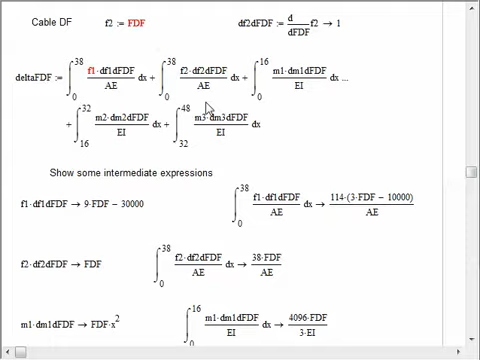 Cable DF f2 := FDF df2dFDF := d/dFDF f2 → 1
deltaFDF := ∫₀³⁸ f1·df1dFDF/AE dx + ∫₀³⁸ f2·df2dFDF/AE dx + ∫₀¹⁶ m1·dm1dFDF/EI dx ...
+ ∫₁₆³² m2·dm2dFDF/EI dx + ∫₃₂⁴⁸ m3·dm3dFDF/EI dx
Show some intermediate expressions
f1·df1dFDF → 9·FDF − 30000 ∫₀³⁸ f1·df1dFDF/AE dx → 114·(3·FDF − 10000)/AE
f2·df2dFDF → FDF ∫₀³⁸ f2·df2dFDF/AE dx → 38·FDF/AE
m1·dm1dFDF → FDF·x² ∫₀¹⁶ m1·dm1dFDF/EI dx → 4096·FDF/3·EI